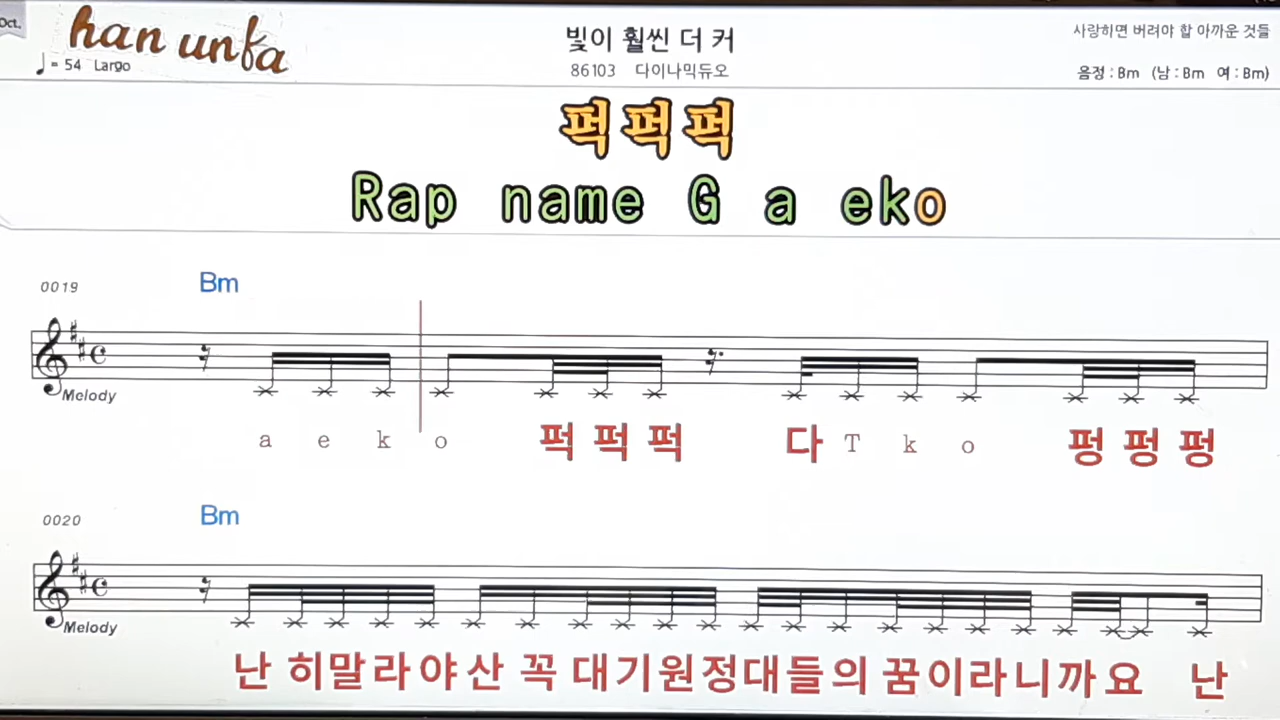 Oct.
han unfa
♩= 54 Largo
빛이 훨씬 더 커
86103 다이나믹듀오
사랑하면 버려야 할 아까운 것들
음정 : Bm (남 : Bm 여 : Bm)
퍽퍽퍽
Rap name G a eko
0019 Bm
Melody
a e k o 퍽 퍽 퍽 다 T k o 펑 펑 펑
0020 Bm
Melody
난 히말라야산 꼭 대기원정대들의 꿈이라니까요 난